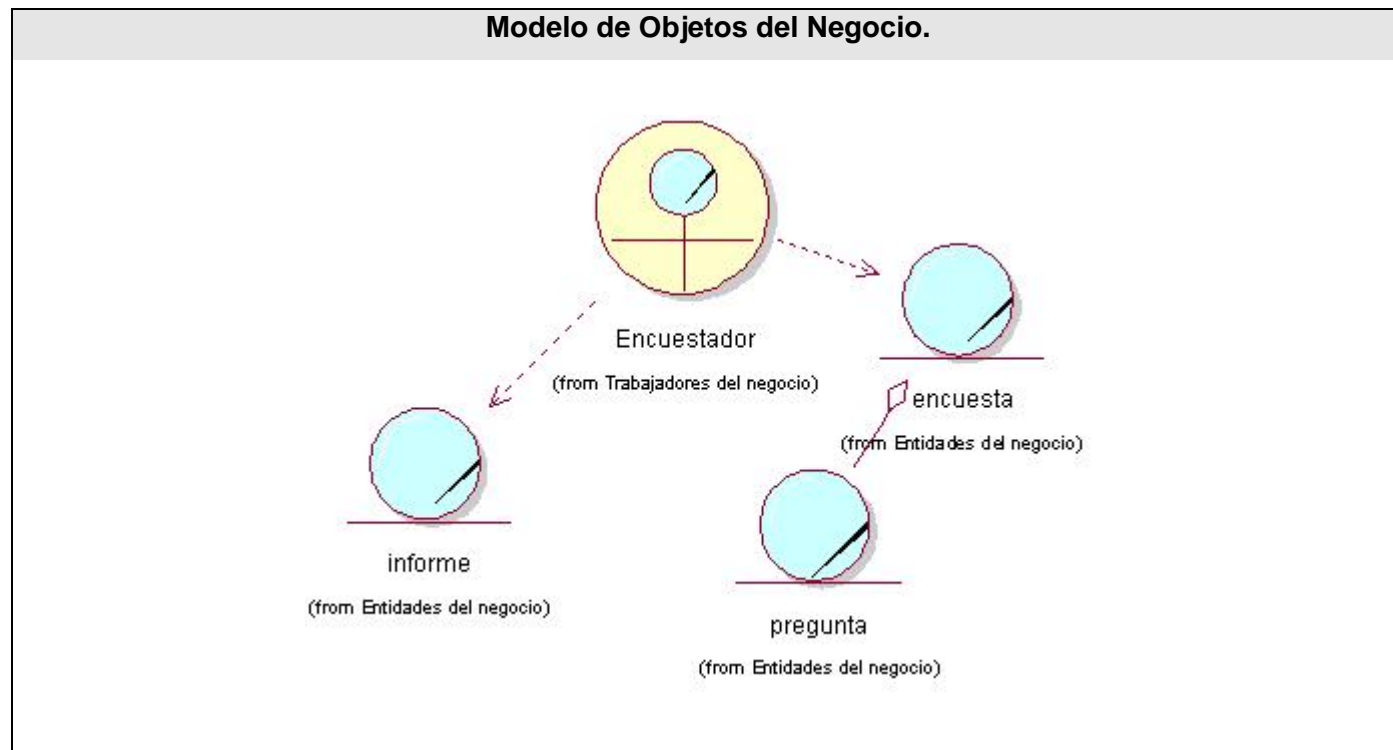 Modelo de Objetos del Negocio.
Encuestador
(from Trabajadores del negocio)
encuesta
(from Entidades del negocio)
informe
(from Entidades del negocio)
pregunta
(from Entidades del negocio)